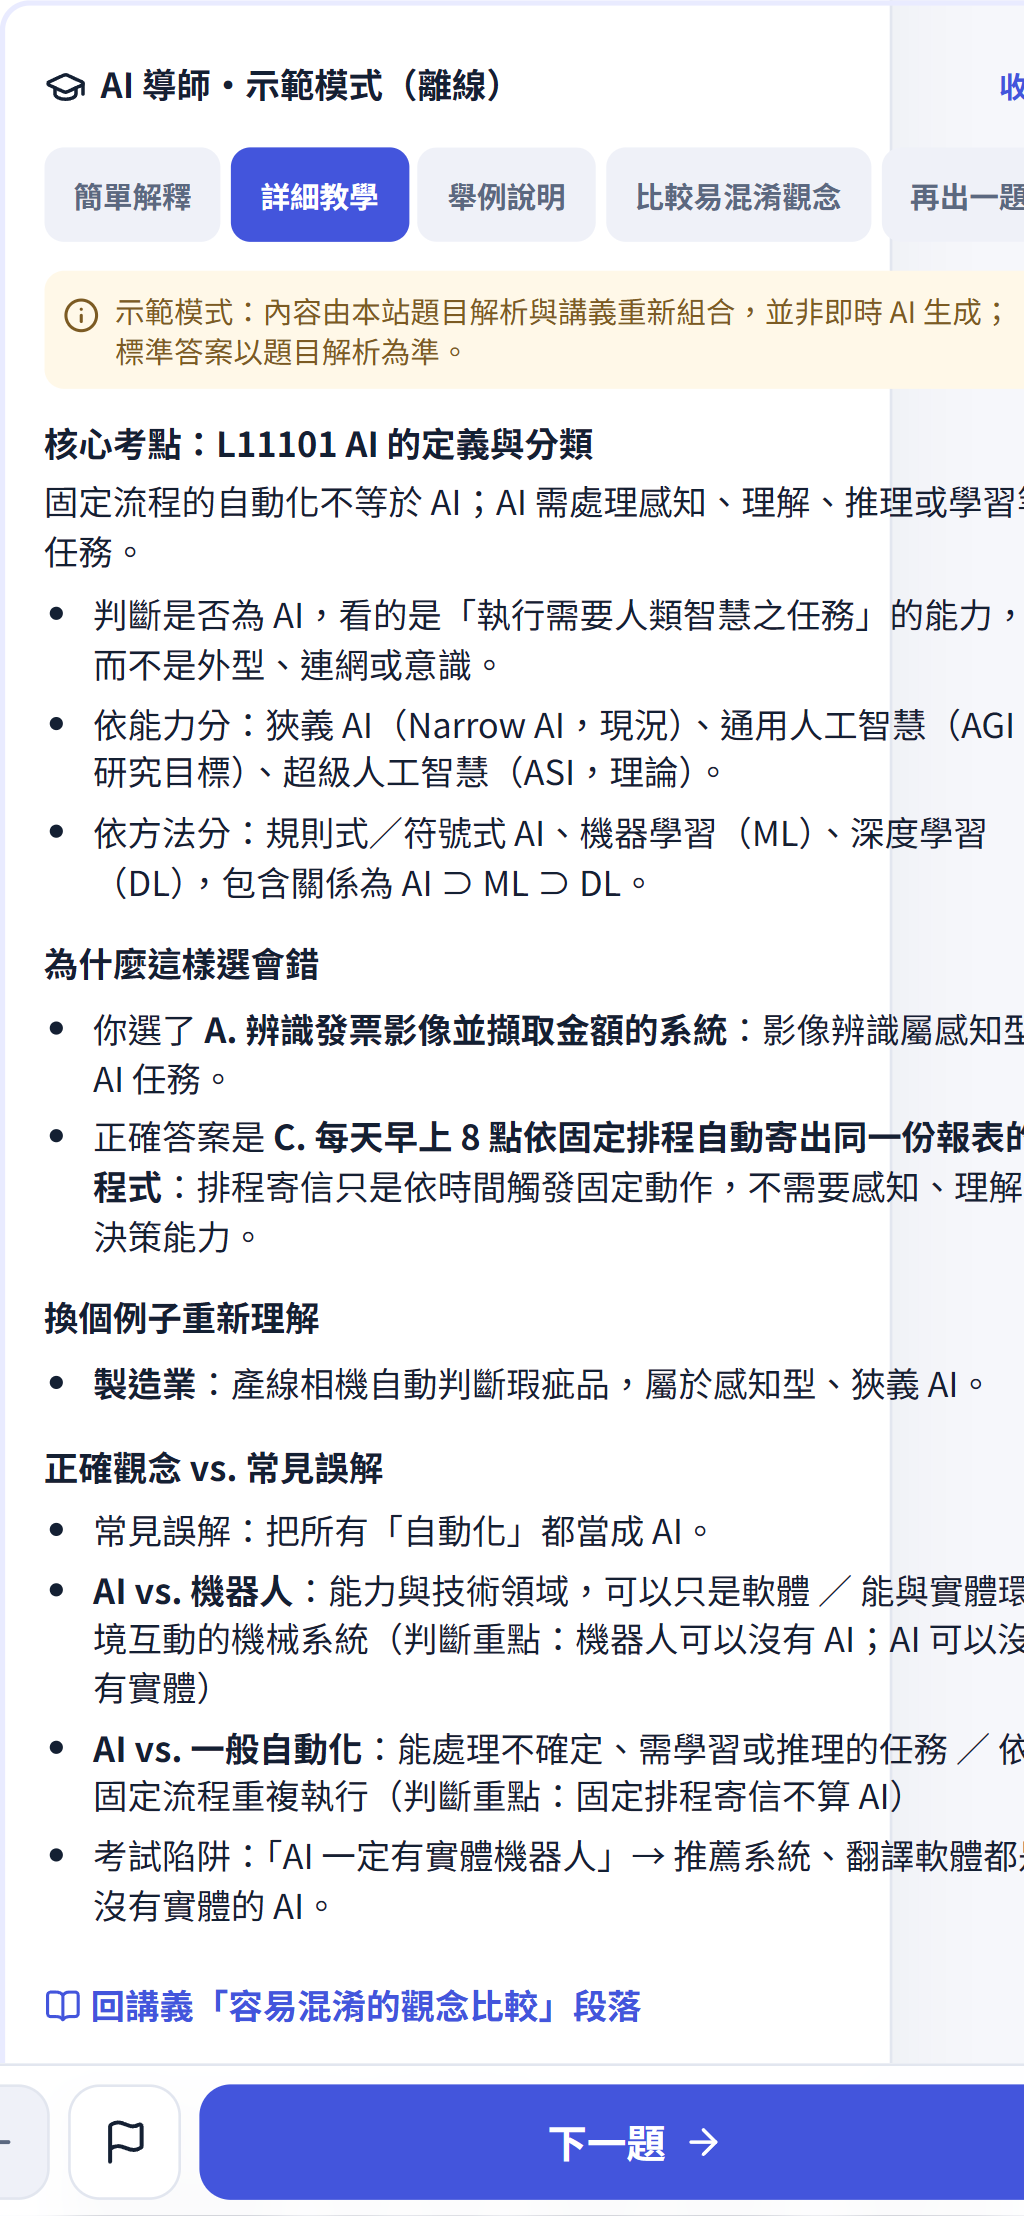 AI 導師・示範模式（離線）
收
簡單解釋 詳細教學 舉例說明 比較易混淆觀念 再出一題
示範模式：內容由本站題目解析與講義重新組合，並非即時 AI 生成；
標準答案以題目解析為準。
核心考點：L11101 AI 的定義與分類
固定流程的自動化不等於 AI；AI 需處理感知、理解、推理或學習等
任務。
• 判斷是否為 AI，看的是「執行需要人類智慧之任務」的能力，
而不是外型、連網或意識。
• 依能力分：狹義 AI（Narrow AI，現況）、通用人工智慧（AGI
研究目標）、超級人工智慧（ASI，理論）。
• 依方法分：規則式／符號式 AI、機器學習（ML）、深度學習
（DL），包含關係為 AI ⊃ ML ⊃ DL。
為什麼這樣選會錯
• 你選了 A. 辨識發票影像並擷取金額的系統：影像辨識屬感知型
AI 任務。
• 正確答案是 C. 每天早上 8 點依固定排程自動寄出同一份報表的
程式：排程寄信只是依時間觸發固定動作，不需要感知、理解
決策能力。
換個例子重新理解
• 製造業：產線相機自動判斷瑕疵品，屬於感知型、狹義 AI。
正確觀念 vs. 常見誤解
• 常見誤解：把所有「自動化」都當成 AI。
• AI vs. 機器人：能力與技術領域，可以只是軟體 ／ 能與實體環
境互動的機械系統（判斷重點：機器人可以沒有 AI；AI 可以沒
有實體）
• AI vs. 一般自動化：能處理不確定、需學習或推理的任務 ／ 依
固定流程重複執行（判斷重點：固定排程寄信不算 AI）
• 考試陷阱：「AI 一定有實體機器人」→ 推薦系統、翻譯軟體都是
沒有實體的 AI。
回講義「容易混淆的觀念比較」段落
下一題 →